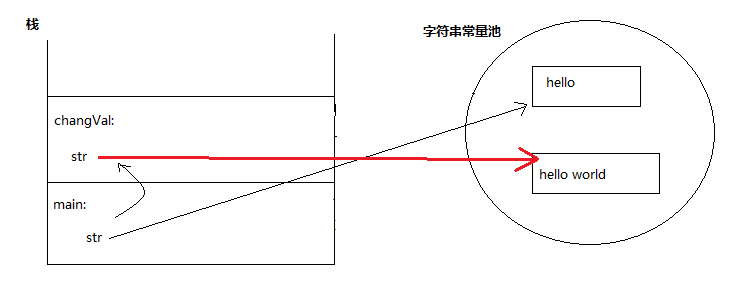 栈
字符串常量池
hello
changVal:
str
hello world
main:
str